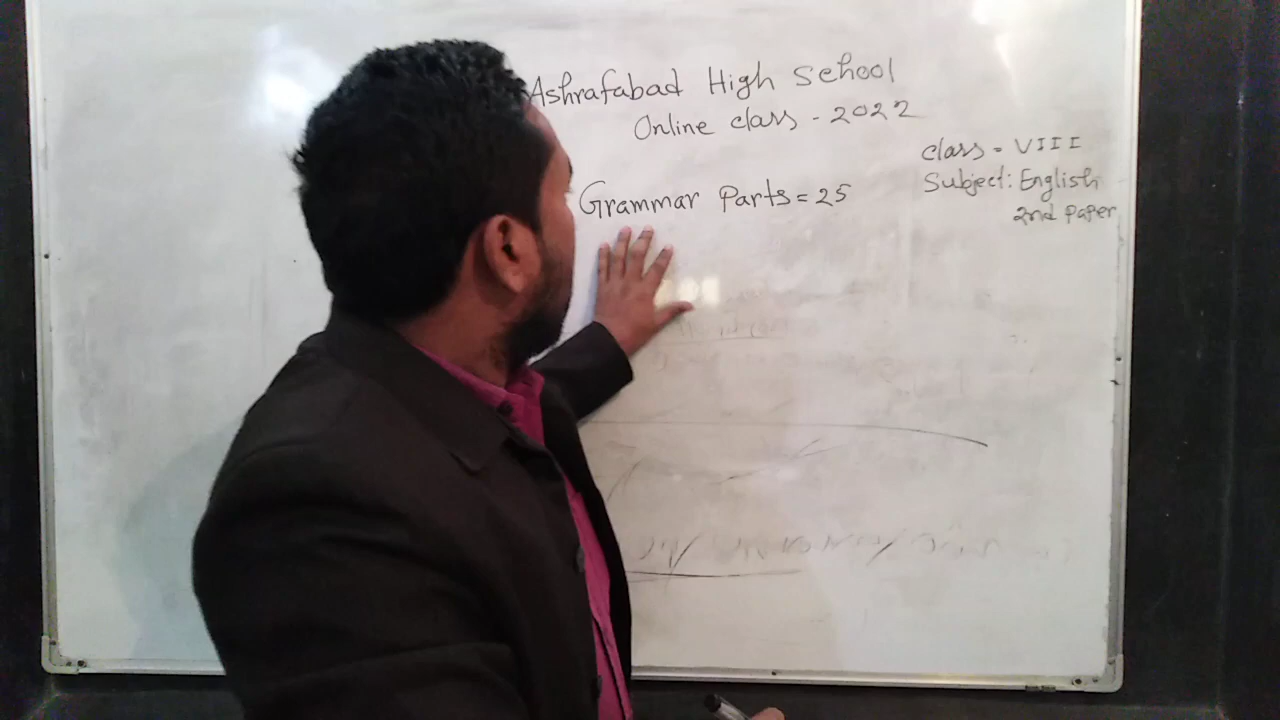 Ashrafabad High School
Online class - 2022
class - VIII
Subject: English
2nd Paper
Grammar Parts = 25